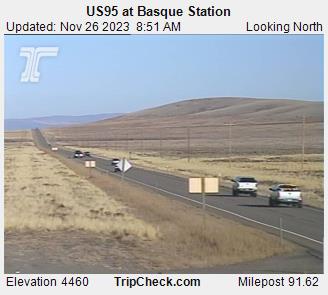 US95 at Basque Station
Updated: Nov 26 2023 8:51 AM Looking North
Elevation 4460 TripCheck.com Milepost 91.62